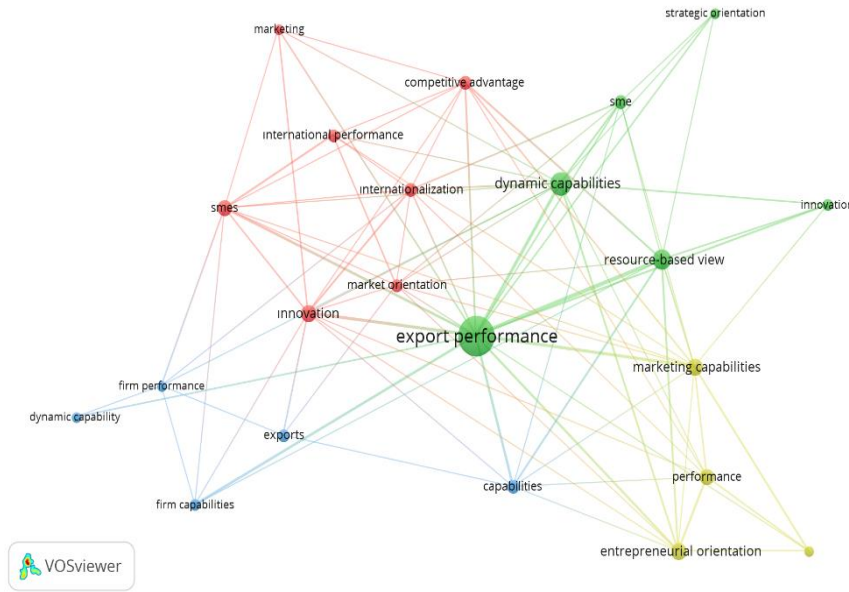 strategic orientation
marketing
competitive advantage
sme
international performance
dynamic capabilities
internationalization
smes
innovation
resource-based view
market orientation
innovation
export performance
marketing capabilities
firm performance
dynamic capability
exports
performance
capabilities
firm capabilities
entrepreneurial orientation
VOSviewer